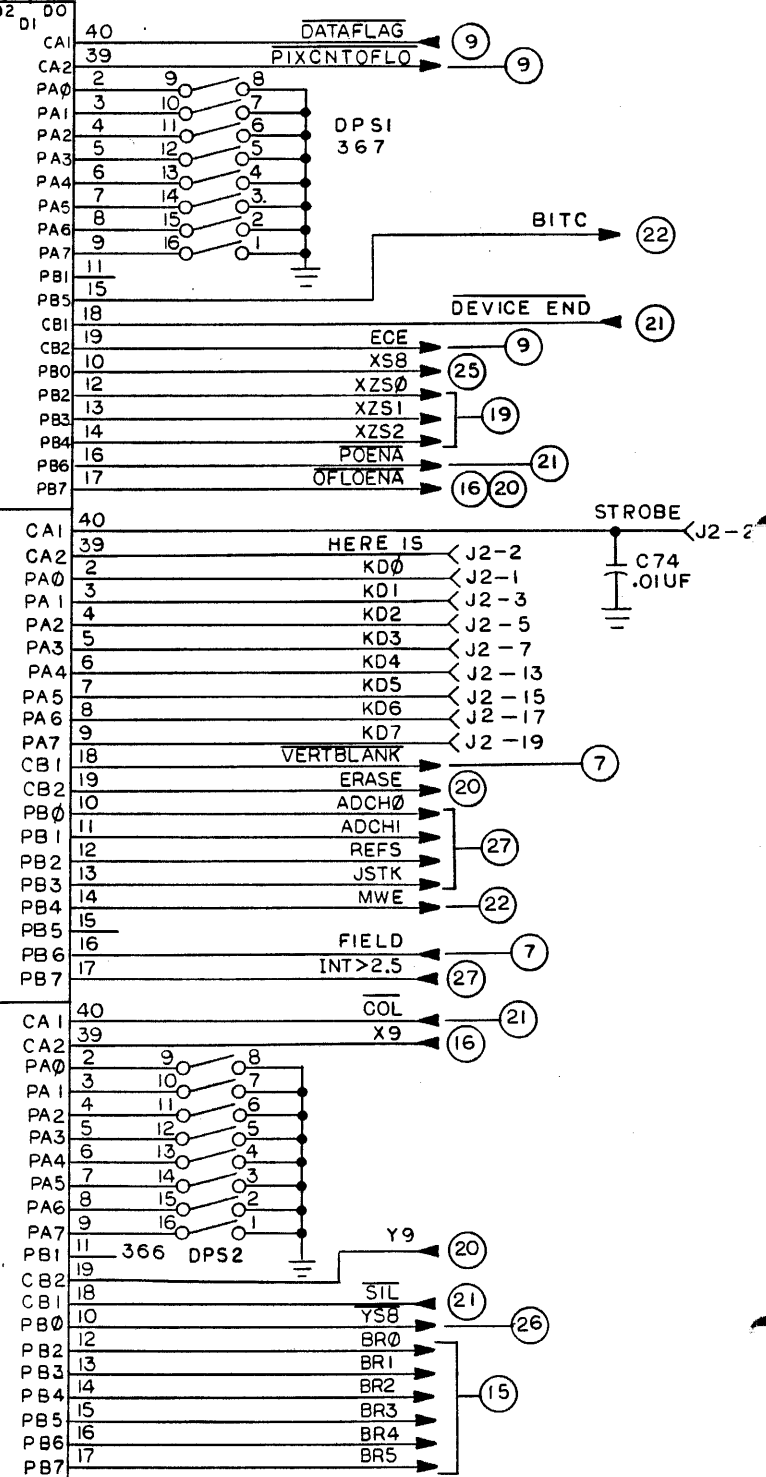 D2 D0
D1
CA1 40 DATAFLAG 9
CA2 39 PIXCNTOFLO 9
PAØ 2 9 8
PA1 3 10 7
PA2 4 11 6
PA3 5 12 5
PA4 6 13 4
PA5 7 14 3
PA6 8 15 2
PA7 9 16 1
DPS1
367
PB1 11
PB5 15 BITC 22
CB1 18 DEVICE END 21
CB2 19 ECE 9
PB0 10 XS8 25
PB2 12 XZSØ
PB3 13 XZS1 19
PB4 14 XZS2
PB6 16 POENA 21
PB7 17 OFLOENA 16 20
CA1 40 STROBE J2-2
C74
.01UF
CA2 39 HERE IS J2-2
PAØ 2 KDØ J2-1
PA1 3 KD1 J2-3
PA2 4 KD2 J2-5
PA3 5 KD3 J2-7
PA4 6 KD4 J2-13
PA5 7 KD5 J2-15
PA6 8 KD6 J2-17
PA7 9 KD7 J2-19
CB1 18 VERTBLANK 7
CB2 19 ERASE 20
PBØ 10 ADCHØ
PB1 11 ADCH1
PB2 12 REFS 27
PB3 13 JSTK
PB4 14 MWE 22
PB5 15
PB6 16 FIELD 7
PB7 17 INT>2.5 27
CA1 40 COL 21
CA2 39 X9 16
PAØ 2 9 8
PA1 3 10 7
PA2 4 11 6
PA3 5 12 5
PA4 6 13 4
PA5 7 14 3
PA6 8 15 2
PA7 9 16 1
PB1 11 366 DPS2
CB2 19 Y9 20
CB1 18 SIL 21
PBØ 10 YS8 26
PB2 12 BRØ
PB3 13 BR1
PB4 14 BR2 15
PB5 15 BR3
PB6 16 BR4
PB7 17 BR5